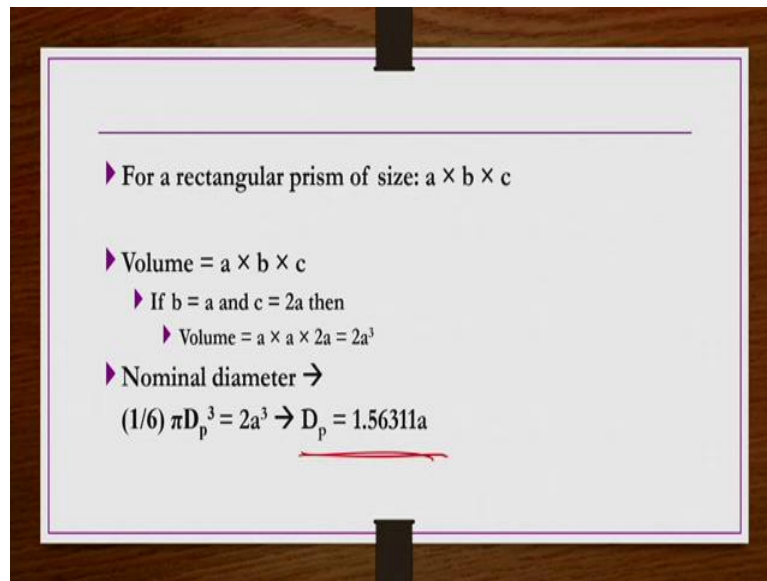 For a rectangular prism of size: a × b × c
Volume = a × b × c
If b = a and c = 2a then
Volume = a × a × 2a = 2a³
Nominal diameter →
(1/6) πDₚ³ = 2a³ → Dₚ = 1.56311a